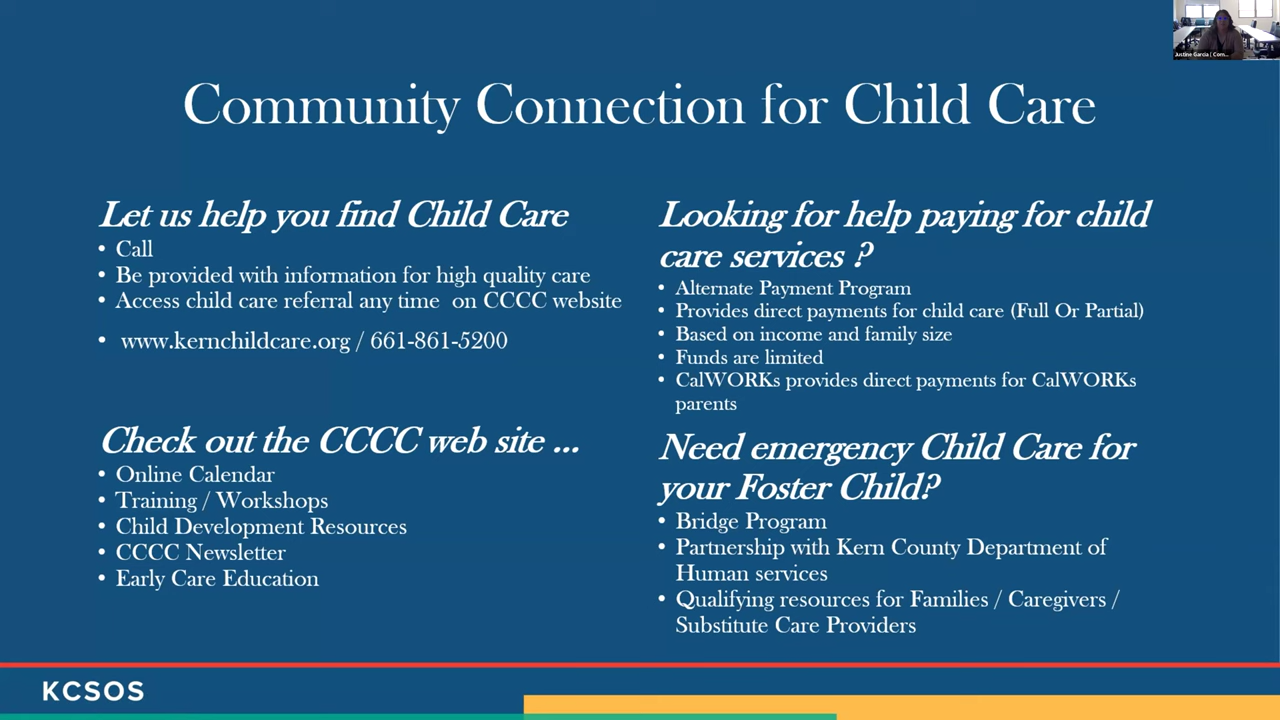 Justine Garcia | Com...
Community Connection for Child Care
Let us help you find Child Care
• Call
• Be provided with information for high quality care
• Access child care referral any time on CCCC website
• www.kernchildcare.org / 661-861-5200
Check out the CCCC web site ...
• Online Calendar
• Training / Workshops
• Child Development Resources
• CCCC Newsletter
• Early Care Education
Looking for help paying for child
care services ?
• Alternate Payment Program
• Provides direct payments for child care (Full Or Partial)
• Based on income and family size
• Funds are limited
• CalWORKs provides direct payments for CalWORKs
parents
Need emergency Child Care for
your Foster Child?
• Bridge Program
• Partnership with Kern County Department of
Human services
• Qualifying resources for Families / Caregivers /
Substitute Care Providers
KCSOS